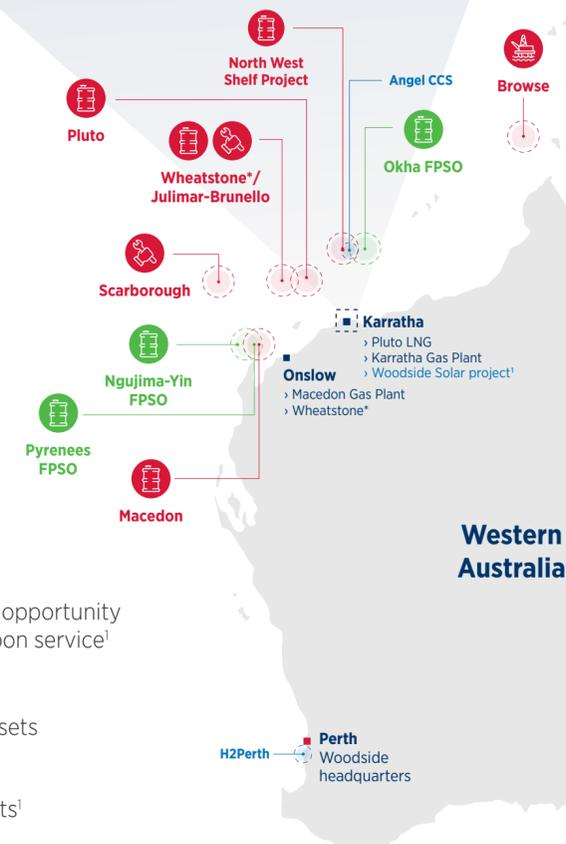 North West
Shelf Project
Angel CCS
Browse
Pluto
Okha FPSO
Wheatstone*/
Julimar-Brunello
Scarborough
Karratha
› Pluto LNG
› Karratha Gas Plant
› Woodside Solar project¹
Ngujima-Yin
FPSO
Onslow
› Macedon Gas Plant
› Wheatstone*
Pyrenees
FPSO
Macedon
Western
Australia
opportunity
on service¹
sets
ts¹
H2Perth
Perth
Woodside
headquarters